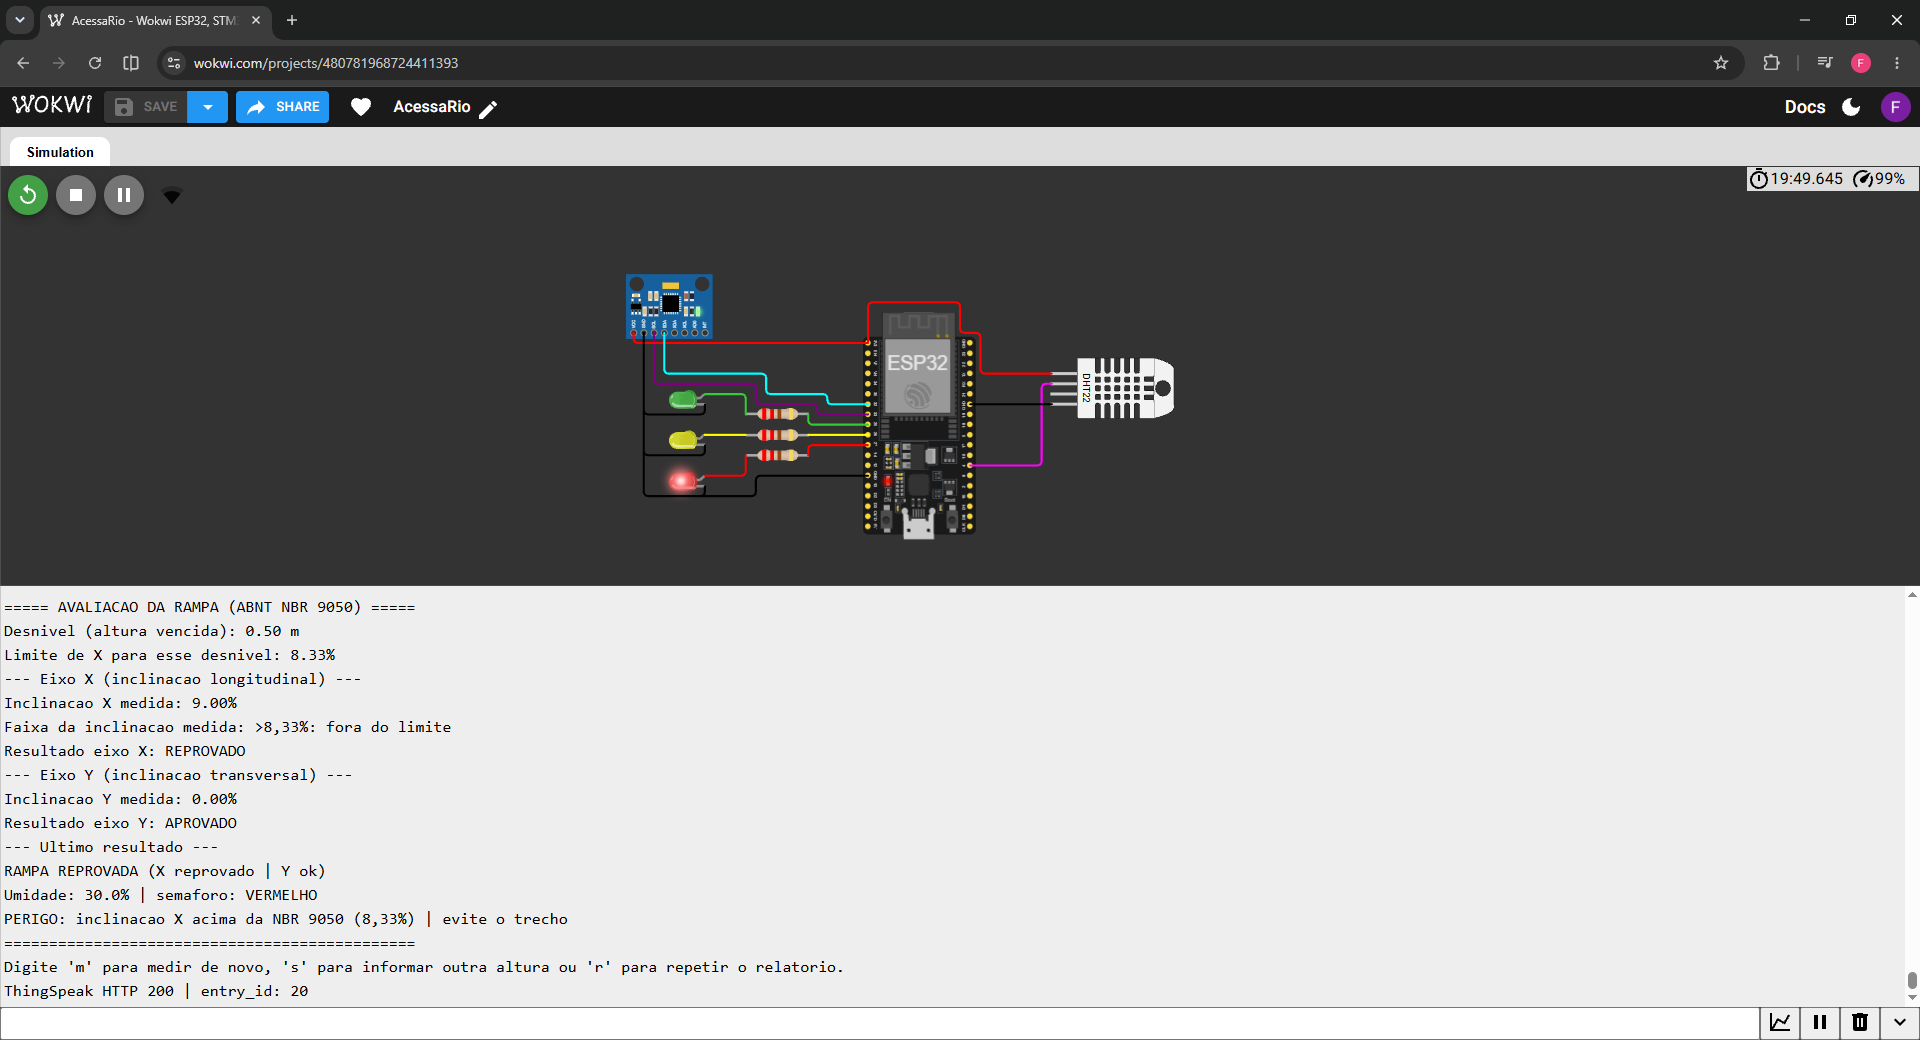 AcessaRio - Wokwi ESP32, STM
wokwi.com/projects/480781968724411393
F
WOKWI
SAVE
SHARE
AcessaRio
Docs
F
Simulation
19:49.645
99%
ESP32
DHT22
===== AVALIACAO DA RAMPA (ABNT NBR 9050) =====
Desnivel (altura vencida): 0.50 m
Limite de X para esse desnivel: 8.33%
--- Eixo X (inclinacao longitudinal) ---
Inclinacao X medida: 9.00%
Faixa da inclinacao medida: >8,33%: fora do limite
Resultado eixo X: REPROVADO
--- Eixo Y (inclinacao transversal) ---
Inclinacao Y medida: 0.00%
Resultado eixo Y: APROVADO
--- Ultimo resultado ---
RAMPA REPROVADA (X reprovado | Y ok)
Umidade: 30.0% | semaforo: VERMELHO
PERIGO: inclinacao X acima da NBR 9050 (8,33%) | evite o trecho
==============================================
Digite 'm' para medir de novo, 's' para informar outra altura ou 'r' para repetir o relatorio.
ThingSpeak HTTP 200 | entry_id: 20